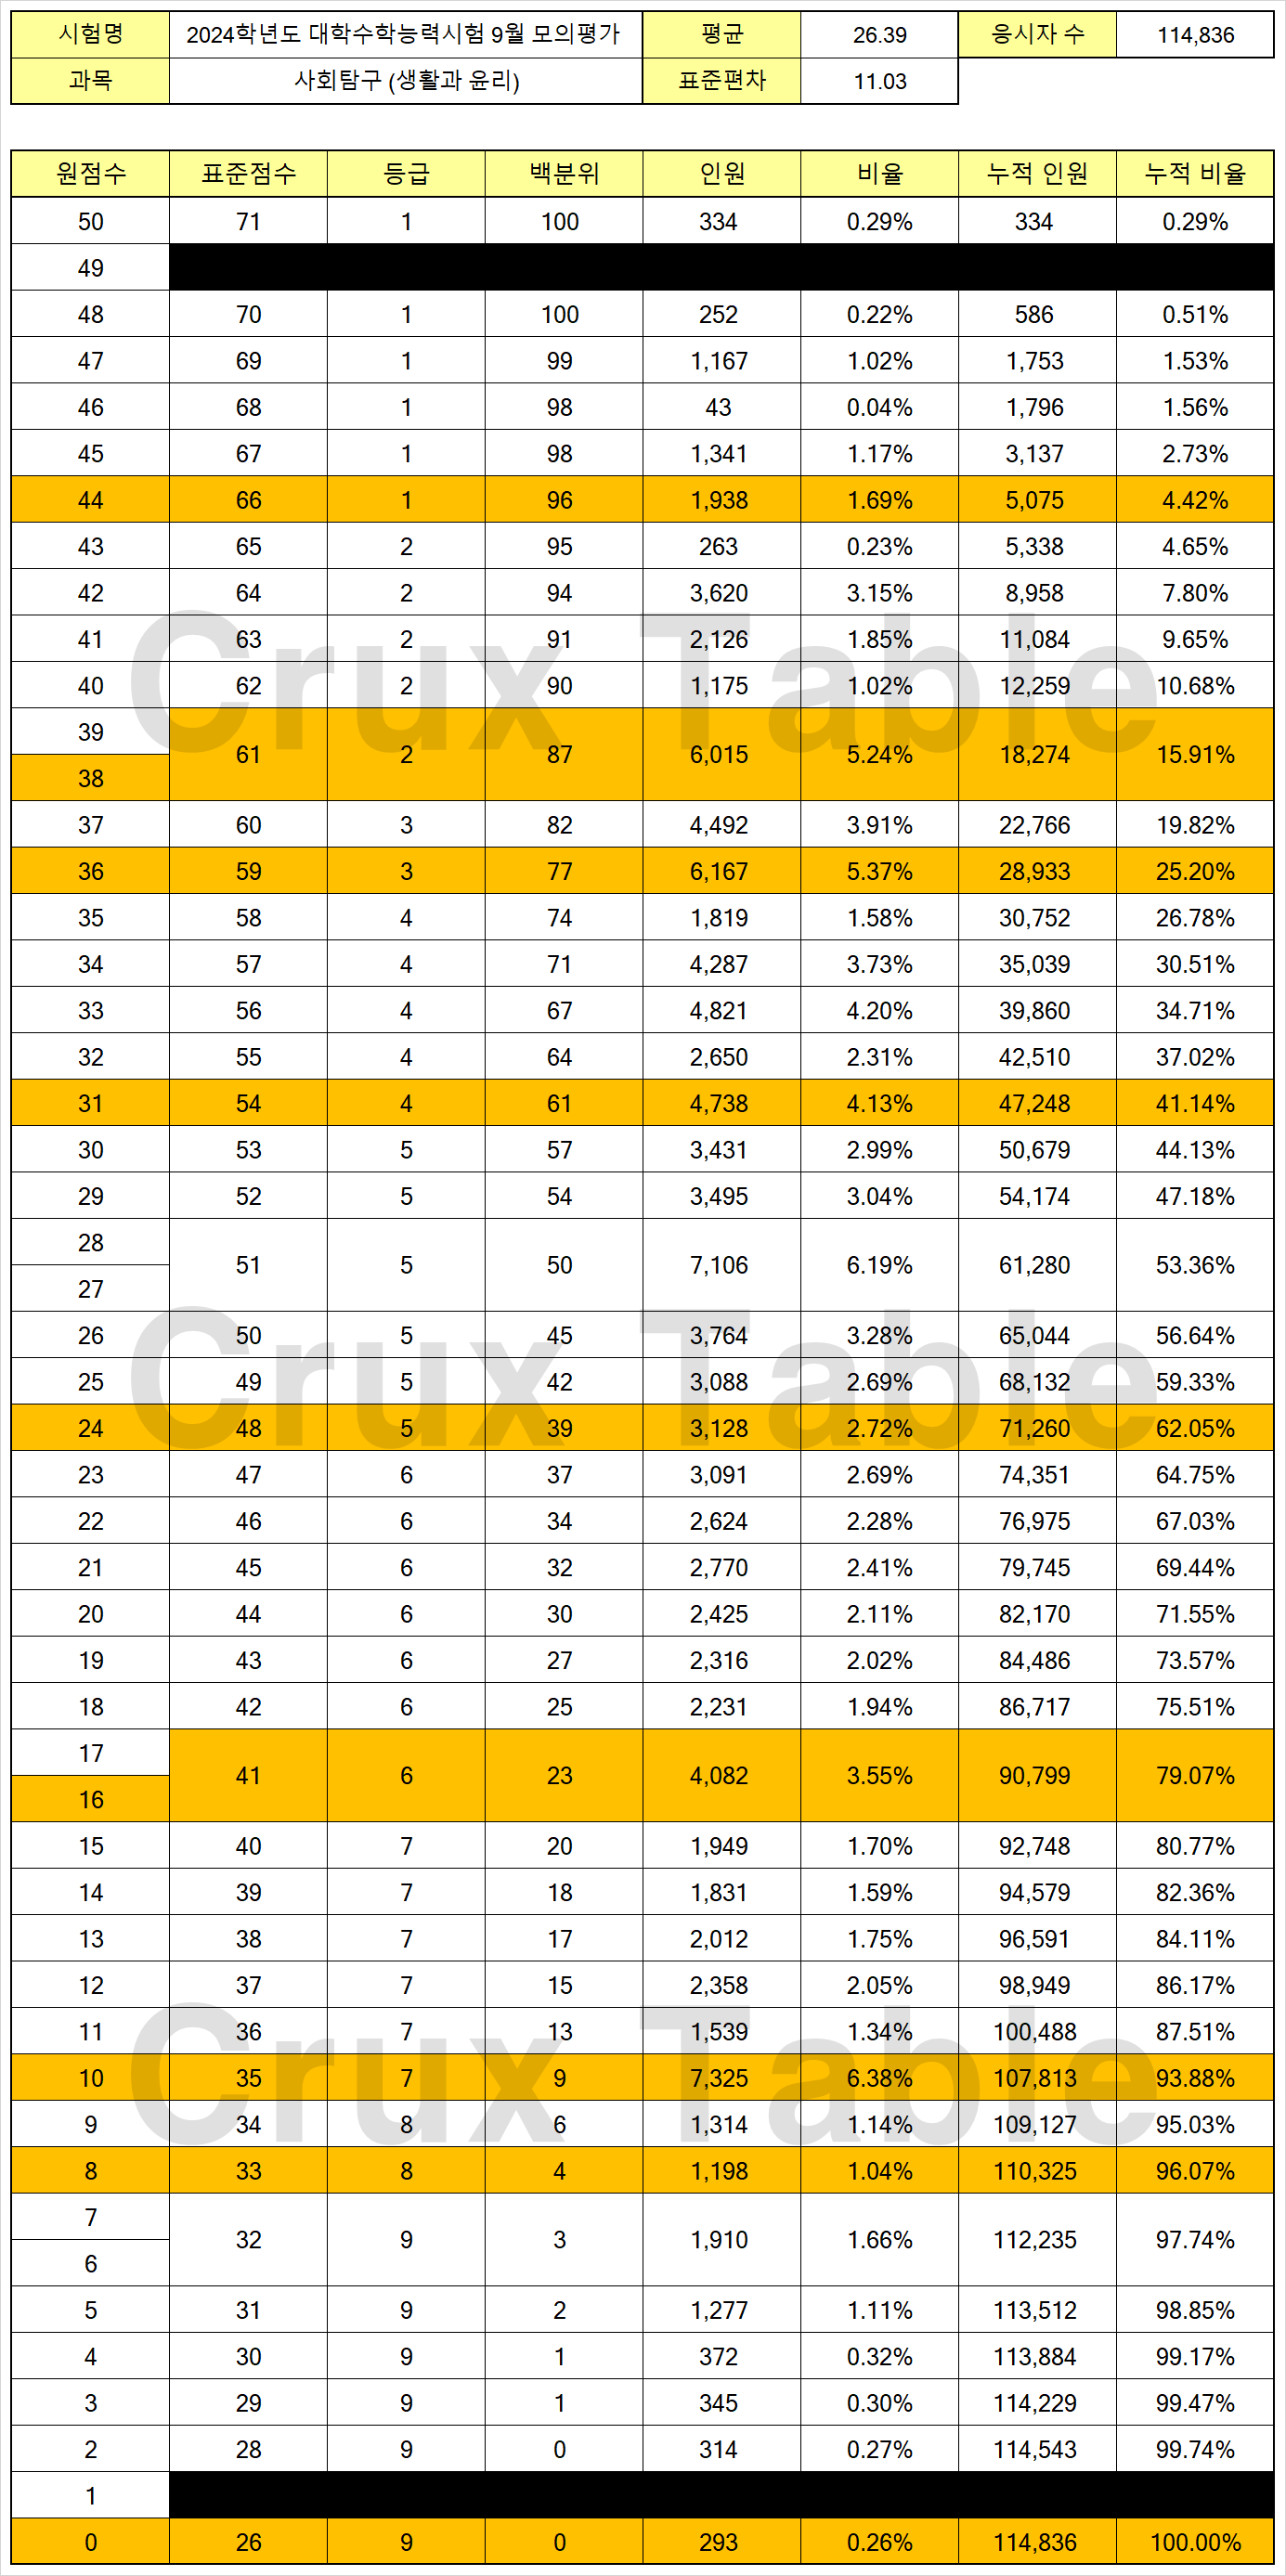 시험명 2024학년도 대학수학능력시험 9월 모의평가 평균 26.39 응시자 수 114,836
과목 사회탐구 (생활과 윤리) 표준편차 11.03
원점수 표준점수 등급 백분위 인원 비율 누적 인원 누적 비율
50 71 1 100 334 0.29% 334 0.29%
49
48 70 1 100 252 0.22% 586 0.51%
47 69 1 99 1,167 1.02% 1,753 1.53%
46 68 1 98 43 0.04% 1,796 1.56%
45 67 1 98 1,341 1.17% 3,137 2.73%
44 66 1 96 1,938 1.69% 5,075 4.42%
43 65 2 95 263 0.23% 5,338 4.65%
42 64 2 94 3,620 3.15% 8,958 7.80%
Crux Table
41 63 2 91 2,126 1.85% 11,084 9.65%
40 62 2 90 1,175 1.02% 12,259 10.68%
39
61 2 87 6,015 5.24% 18,274 15.91%
38
37 60 3 82 4,492 3.91% 22,766 19.82%
36 59 3 77 6,167 5.37% 28,933 25.20%
35 58 4 74 1,819 1.58% 30,752 26.78%
34 57 4 71 4,287 3.73% 35,039 30.51%
33 56 4 67 4,821 4.20% 39,860 34.71%
32 55 4 64 2,650 2.31% 42,510 37.02%
31 54 4 61 4,738 4.13% 47,248 41.14%
30 53 5 57 3,431 2.99% 50,679 44.13%
29 52 5 54 3,495 3.04% 54,174 47.18%
28
51 5 50 7,106 6.19% 61,280 53.36%
27
26 50 5 45 3,764 3.28% 65,044 56.64%
Crux Table
25 49 5 42 3,088 2.69% 68,132 59.33%
24 48 5 39 3,128 2.72% 71,260 62.05%
23 47 6 37 3,091 2.69% 74,351 64.75%
22 46 6 34 2,624 2.28% 76,975 67.03%
21 45 6 32 2,770 2.41% 79,745 69.44%
20 44 6 30 2,425 2.11% 82,170 71.55%
19 43 6 27 2,316 2.02% 84,486 73.57%
18 42 6 25 2,231 1.94% 86,717 75.51%
17
41 6 23 4,082 3.55% 90,799 79.07%
16
15 40 7 20 1,949 1.70% 92,748 80.77%
14 39 7 18 1,831 1.59% 94,579 82.36%
13 38 7 17 2,012 1.75% 96,591 84.11%
12 37 7 15 2,358 2.05% 98,949 86.17%
11 36 7 13 1,539 1.34% 100,488 87.51%
Crux Table
10 35 7 9 7,325 6.38% 107,813 93.88%
9 34 8 6 1,314 1.14% 109,127 95.03%
8 33 8 4 1,198 1.04% 110,325 96.07%
7
32 9 3 1,910 1.66% 112,235 97.74%
6
5 31 9 2 1,277 1.11% 113,512 98.85%
4 30 9 1 372 0.32% 113,884 99.17%
3 29 9 1 345 0.30% 114,229 99.47%
2 28 9 0 314 0.27% 114,543 99.74%
1
0 26 9 0 293 0.26% 114,836 100.00%